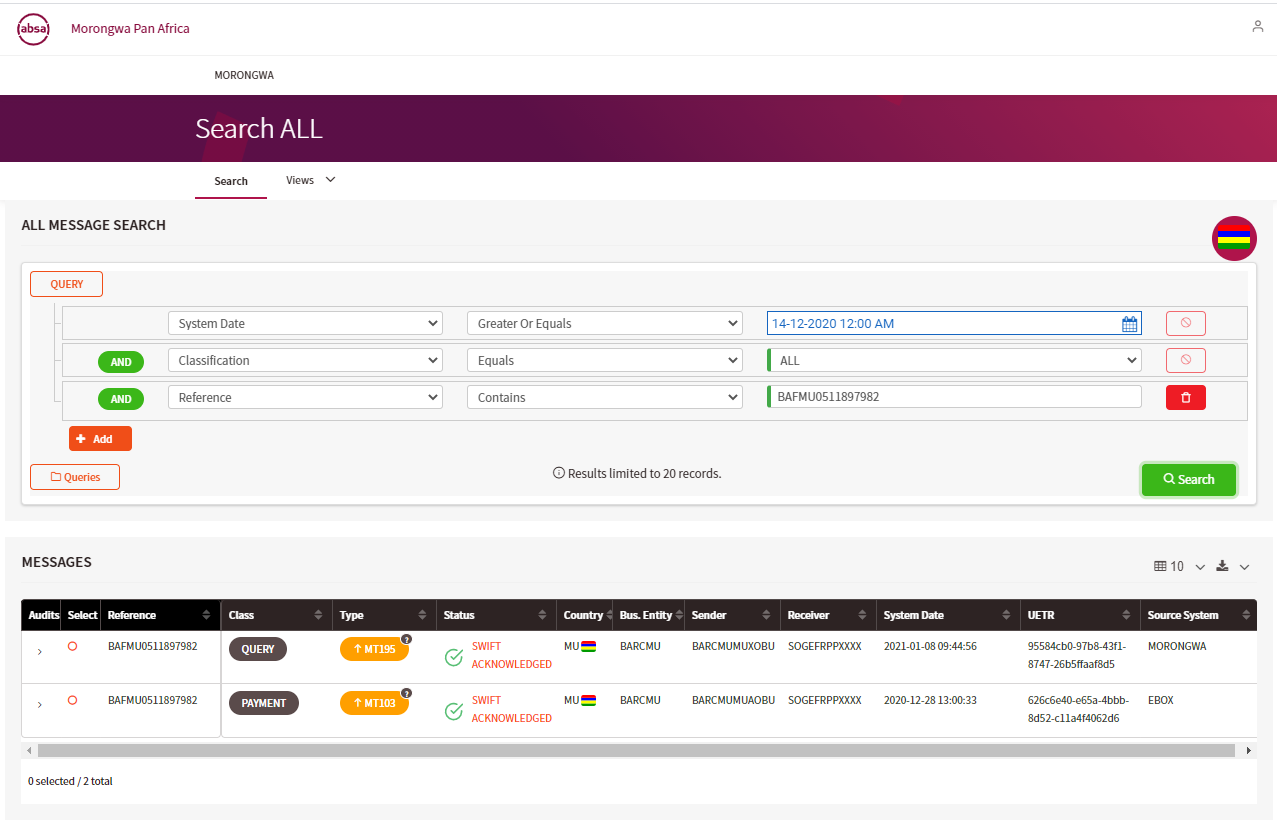 absa Morongwa Pan Africa
MORONGWA
Search ALL
Search Views
ALL MESSAGE SEARCH
QUERY
System Date Greater Or Equals 14-12-2020 12:00 AM
AND Classification Equals ALL
AND Reference Contains BAFMU0511897982
+ Add
Queries Results limited to 20 records. Search
MESSAGES
10
Audits Select Reference Class Type Status Country Bus. Entity Sender Receiver System Date UETR Source System
BAFMU0511897982 QUERY ↑ MT195 ? SWIFT MU BARCMU BARCMUMUXOBU SOGEFRPPXXXX 2021-01-08 09:44:56 95584cb0-97b8-43f1- MORONGWA
ACKNOWLEDGED 8747-26b5ffaaf8d5
BAFMU0511897982 PAYMENT ↑ MT103 ? SWIFT MU BARCMU BARCMUMUAOBU SOGEFRPPXXXX 2020-12-28 13:00:33 626c6e40-e65a-4bbb- EBOX
ACKNOWLEDGED 8d52-c11a4f4062d6
0 selected / 2 total